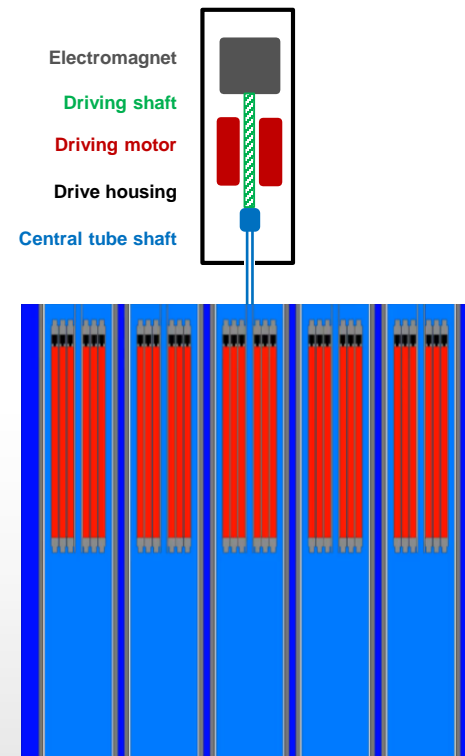 Electromagnet
Driving shaft
Driving motor
Drive housing
Central tube shaft